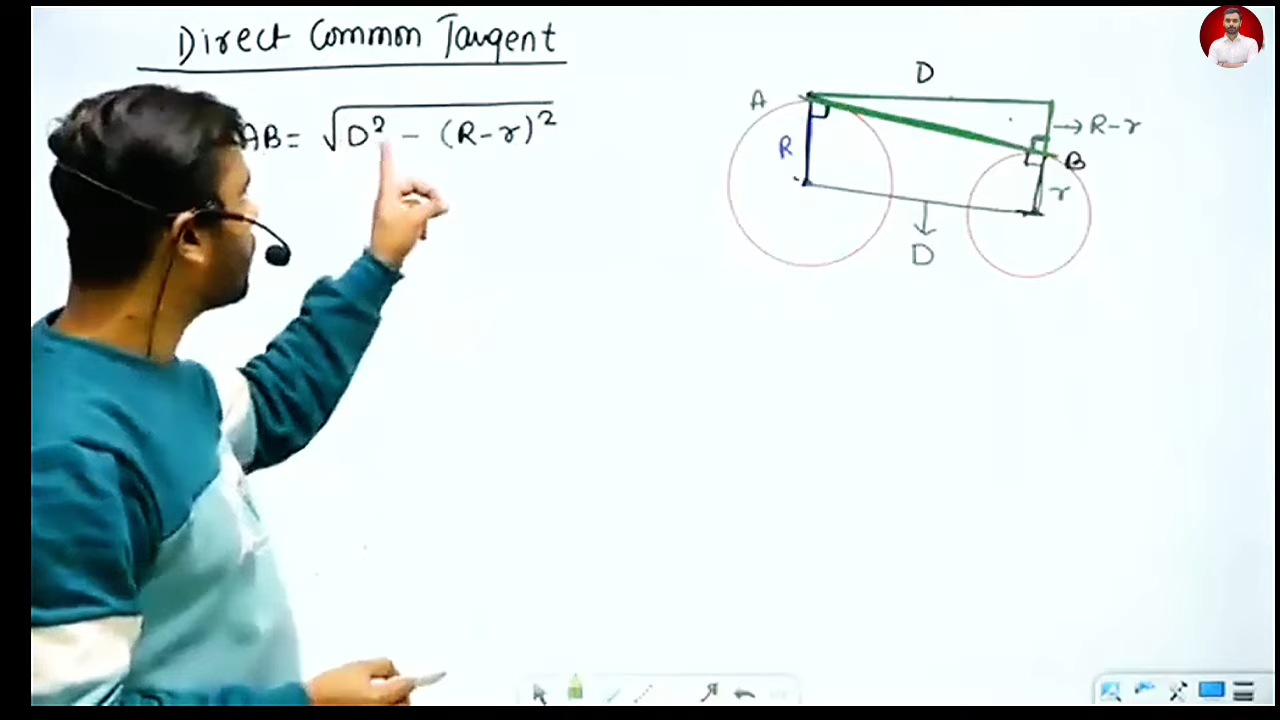 Direct Common Tangent
AB = √D² - (R-r)²
D
A
→ R-r
R
B
r
D